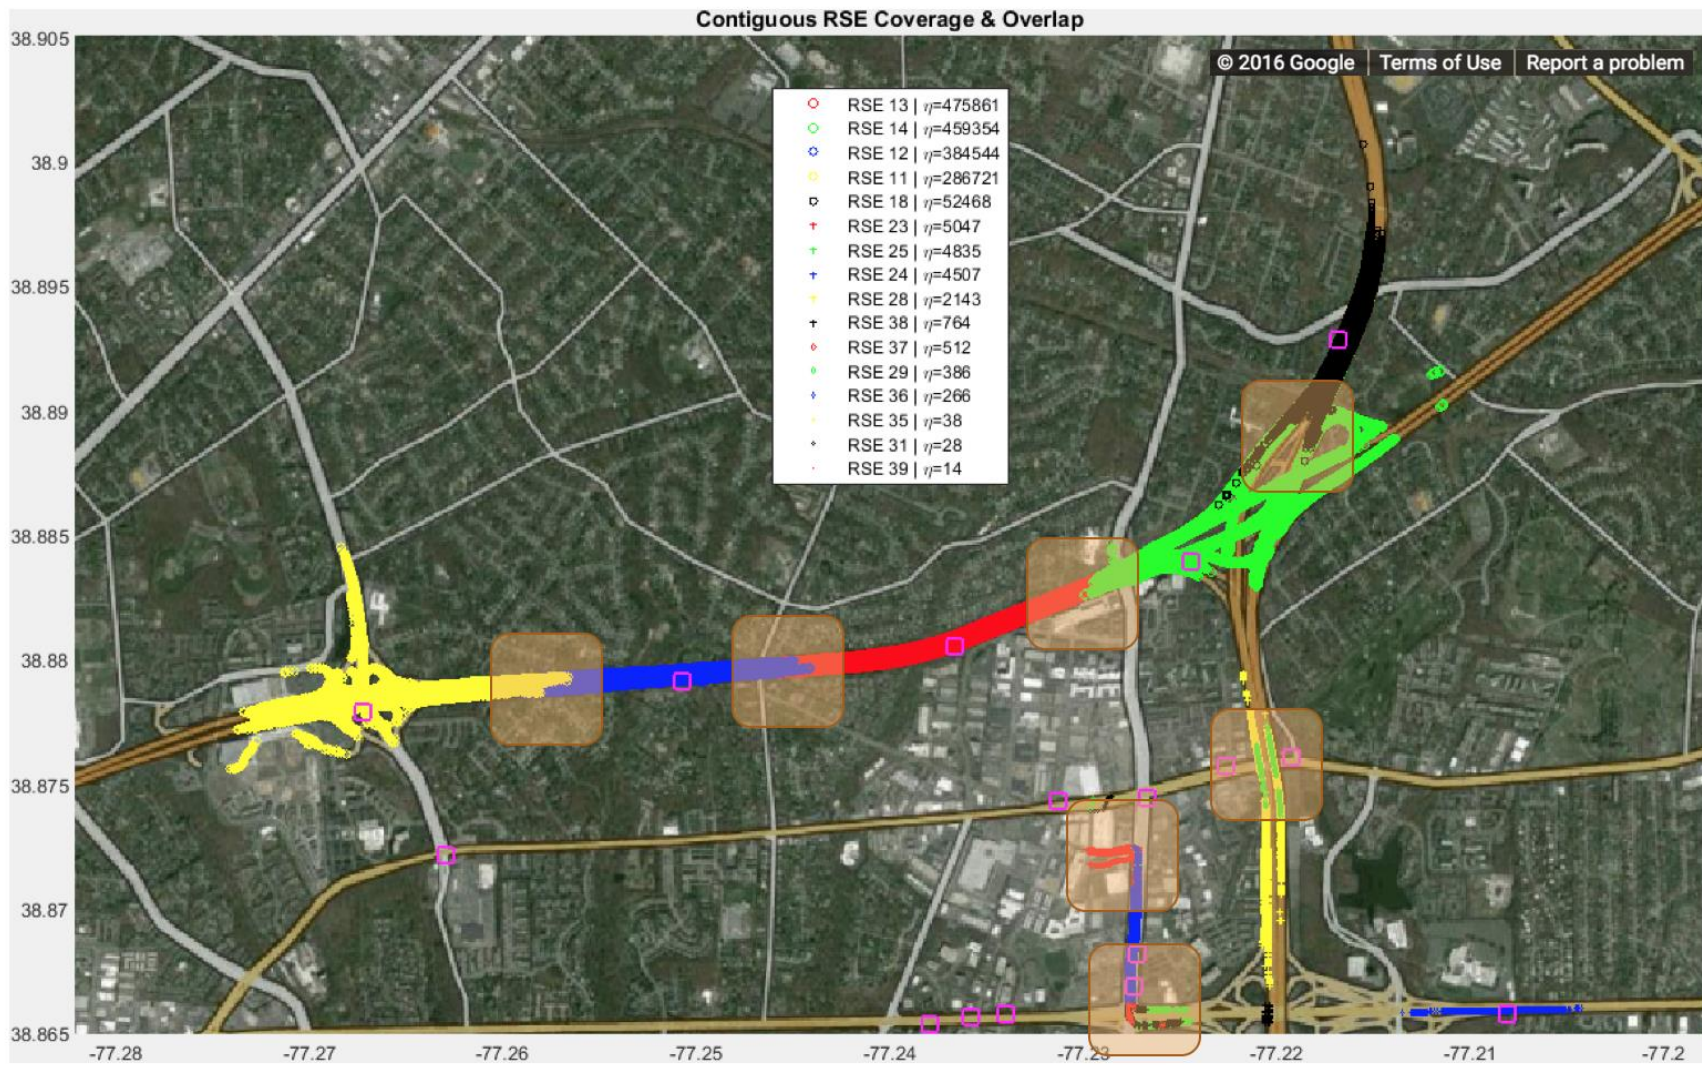 Contiguous RSE Coverage & Overlap
© 2016 Google Terms of Use Report a problem
38.905
38.9
38.895
38.89
38.885
38.88
38.875
38.87
38.865
RSE 13 | η=475861
RSE 14 | η=459354
RSE 12 | η=384544
RSE 11 | η=286721
RSE 18 | η=52468
RSE 23 | η=5047
RSE 25 | η=4835
RSE 24 | η=4507
RSE 28 | η=2143
RSE 38 | η=764
RSE 37 | η=512
RSE 29 | η=386
RSE 36 | η=266
RSE 35 | η=38
RSE 31 | η=28
RSE 39 | η=14
-77.28 -77.27 -77.26 -77.25 -77.24 -77.23 -77.22 -77.21 -77.2